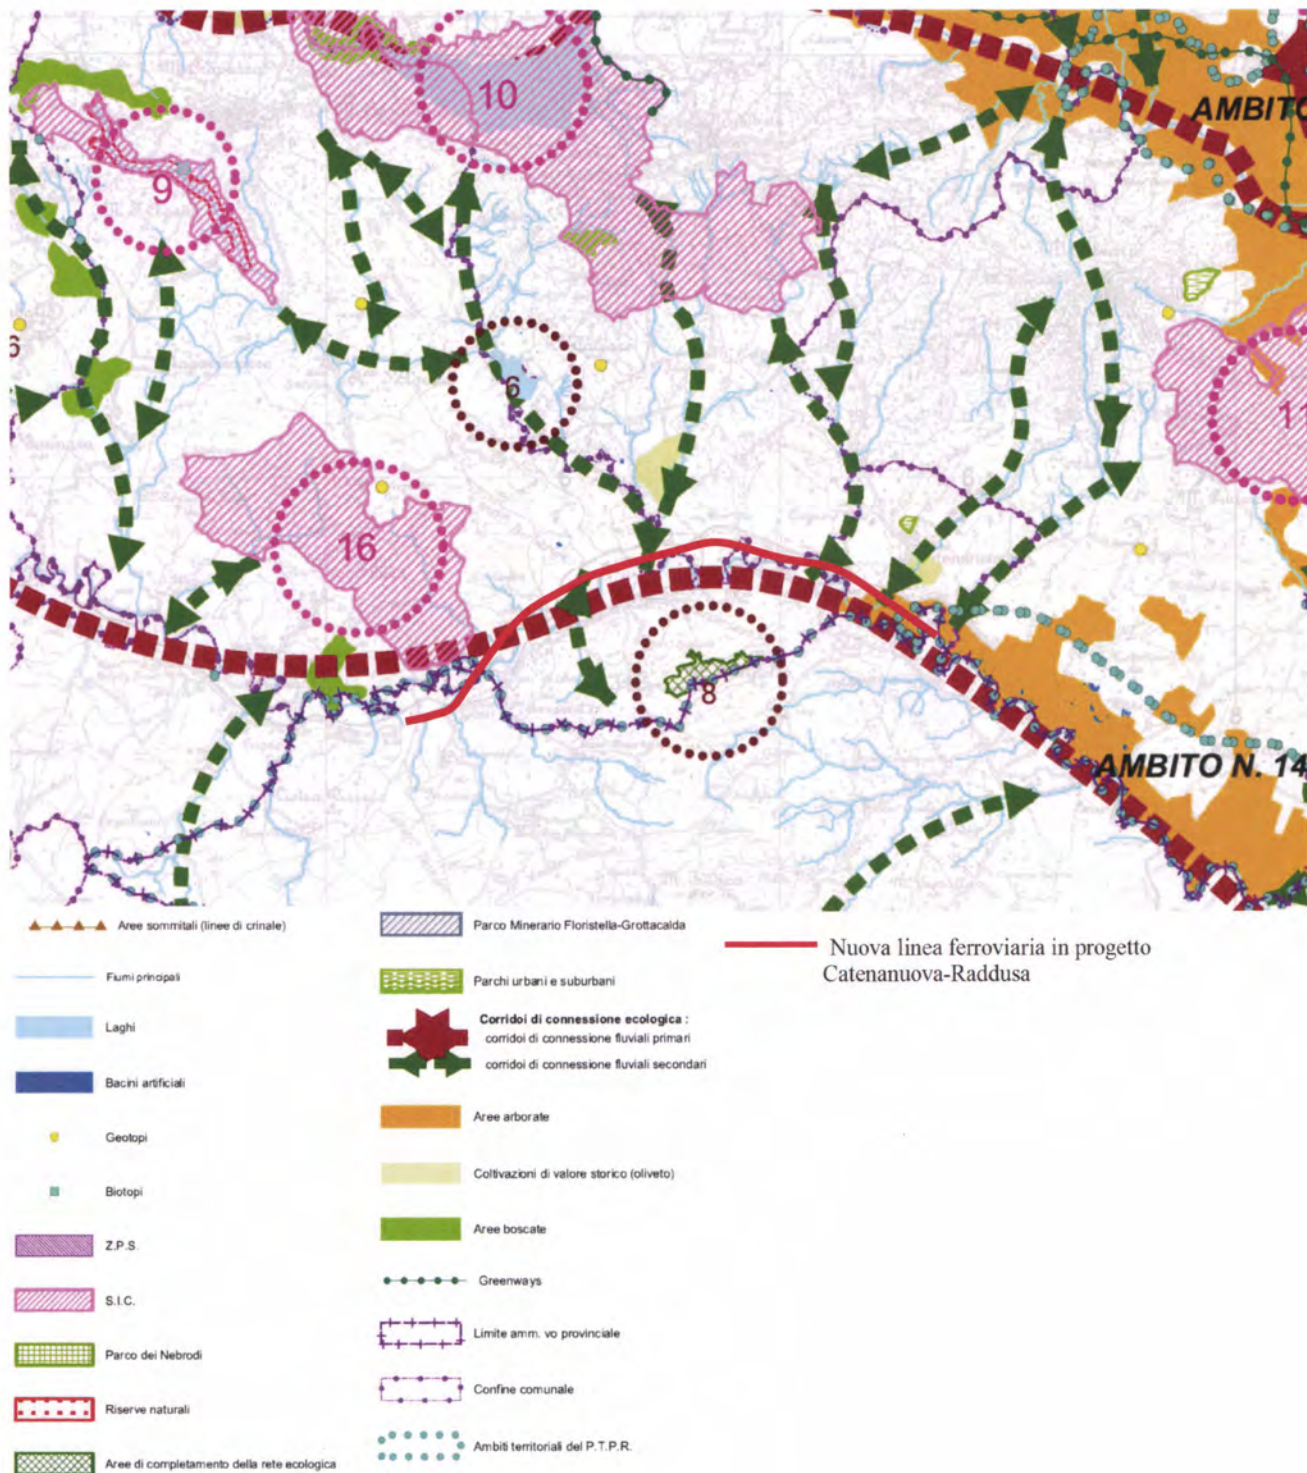 10
AMBITO
9
6
6
11
16
8
8
AMBITO N. 14
Aree sommitali (linee di crinale)
Fiumi principali
Laghi
Bacini artificiali
Geotopi
Biotopi
Z.P.S.
S.I.C.
Parco dei Nebrodi
Riserve naturali
Aree di completamento della rete ecologica
Parco Minerario Floristella-Grottacalda
Parchi urbani e suburbani
Corridoi di connessione ecologica :
corridoi di connessione fluviali primari
corridoi di connessione fluviali secondari
Aree arborate
Coltivazioni di valore storico (oliveto)
Aree boscate
Greenways
Limite amm. vo provinciale
Confine comunale
Ambiti territoriali del P.T.P.R.
Nuova linea ferroviaria in progetto
Catenanuova-Raddusa